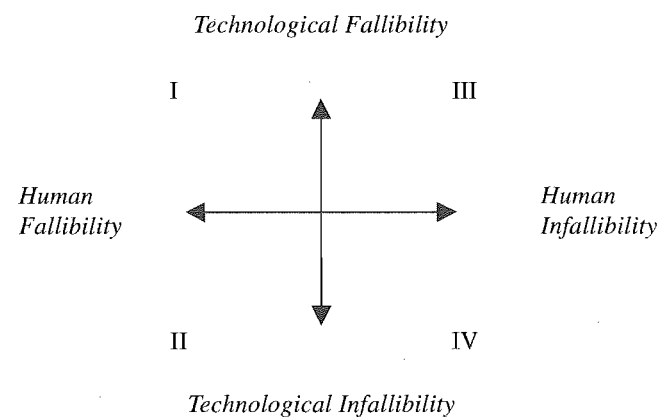 Technological Fallibility
I
III
Human
Fallibility
Human
Infallibility
II
IV
Technological Infallibility